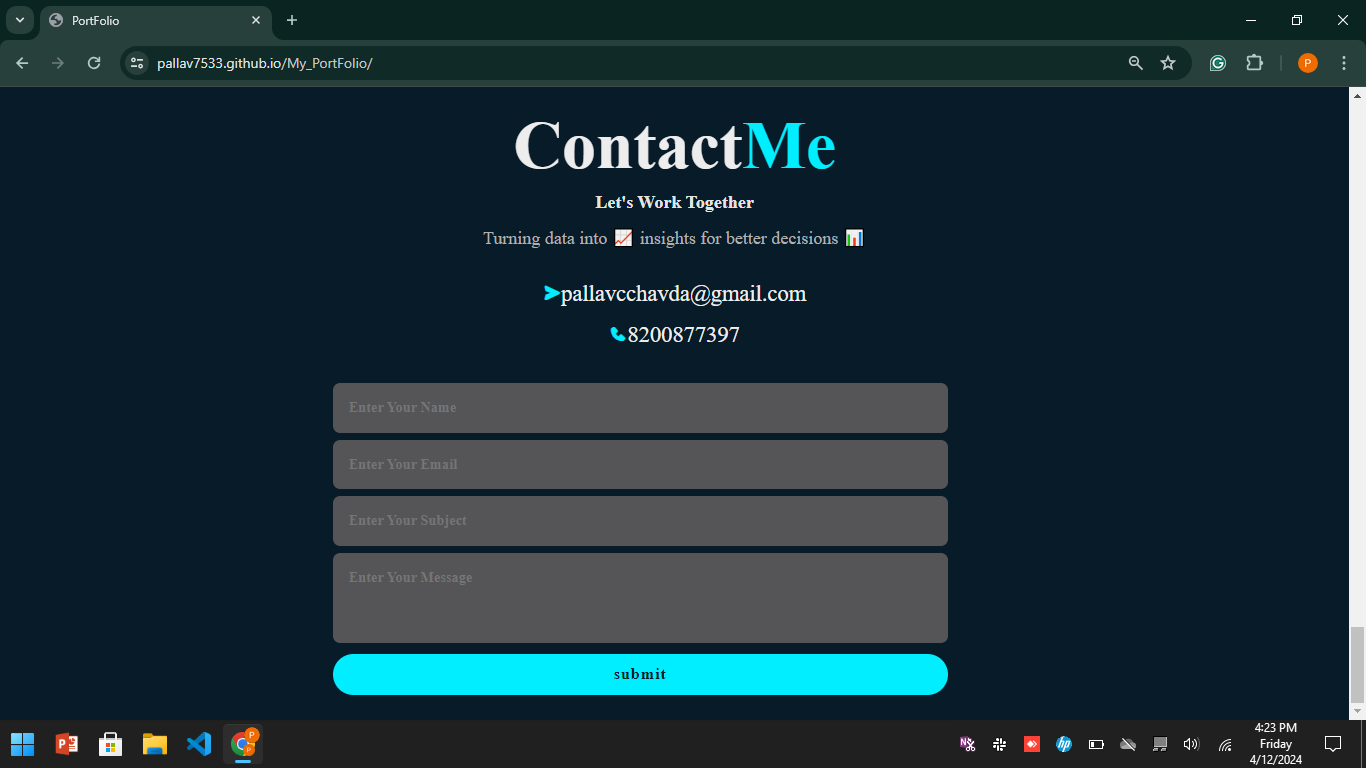 PortFolio
pallav7533.github.io/My_PortFolio/
P
ContactMe
Let's Work Together
Turning data into 📈 insights for better decisions 📊
pallavcchavda@gmail.com
8200877397
Enter Your Name
Enter Your Email
Enter Your Subject
Enter Your Message
submit
4:23 PM
Friday
4/12/2024